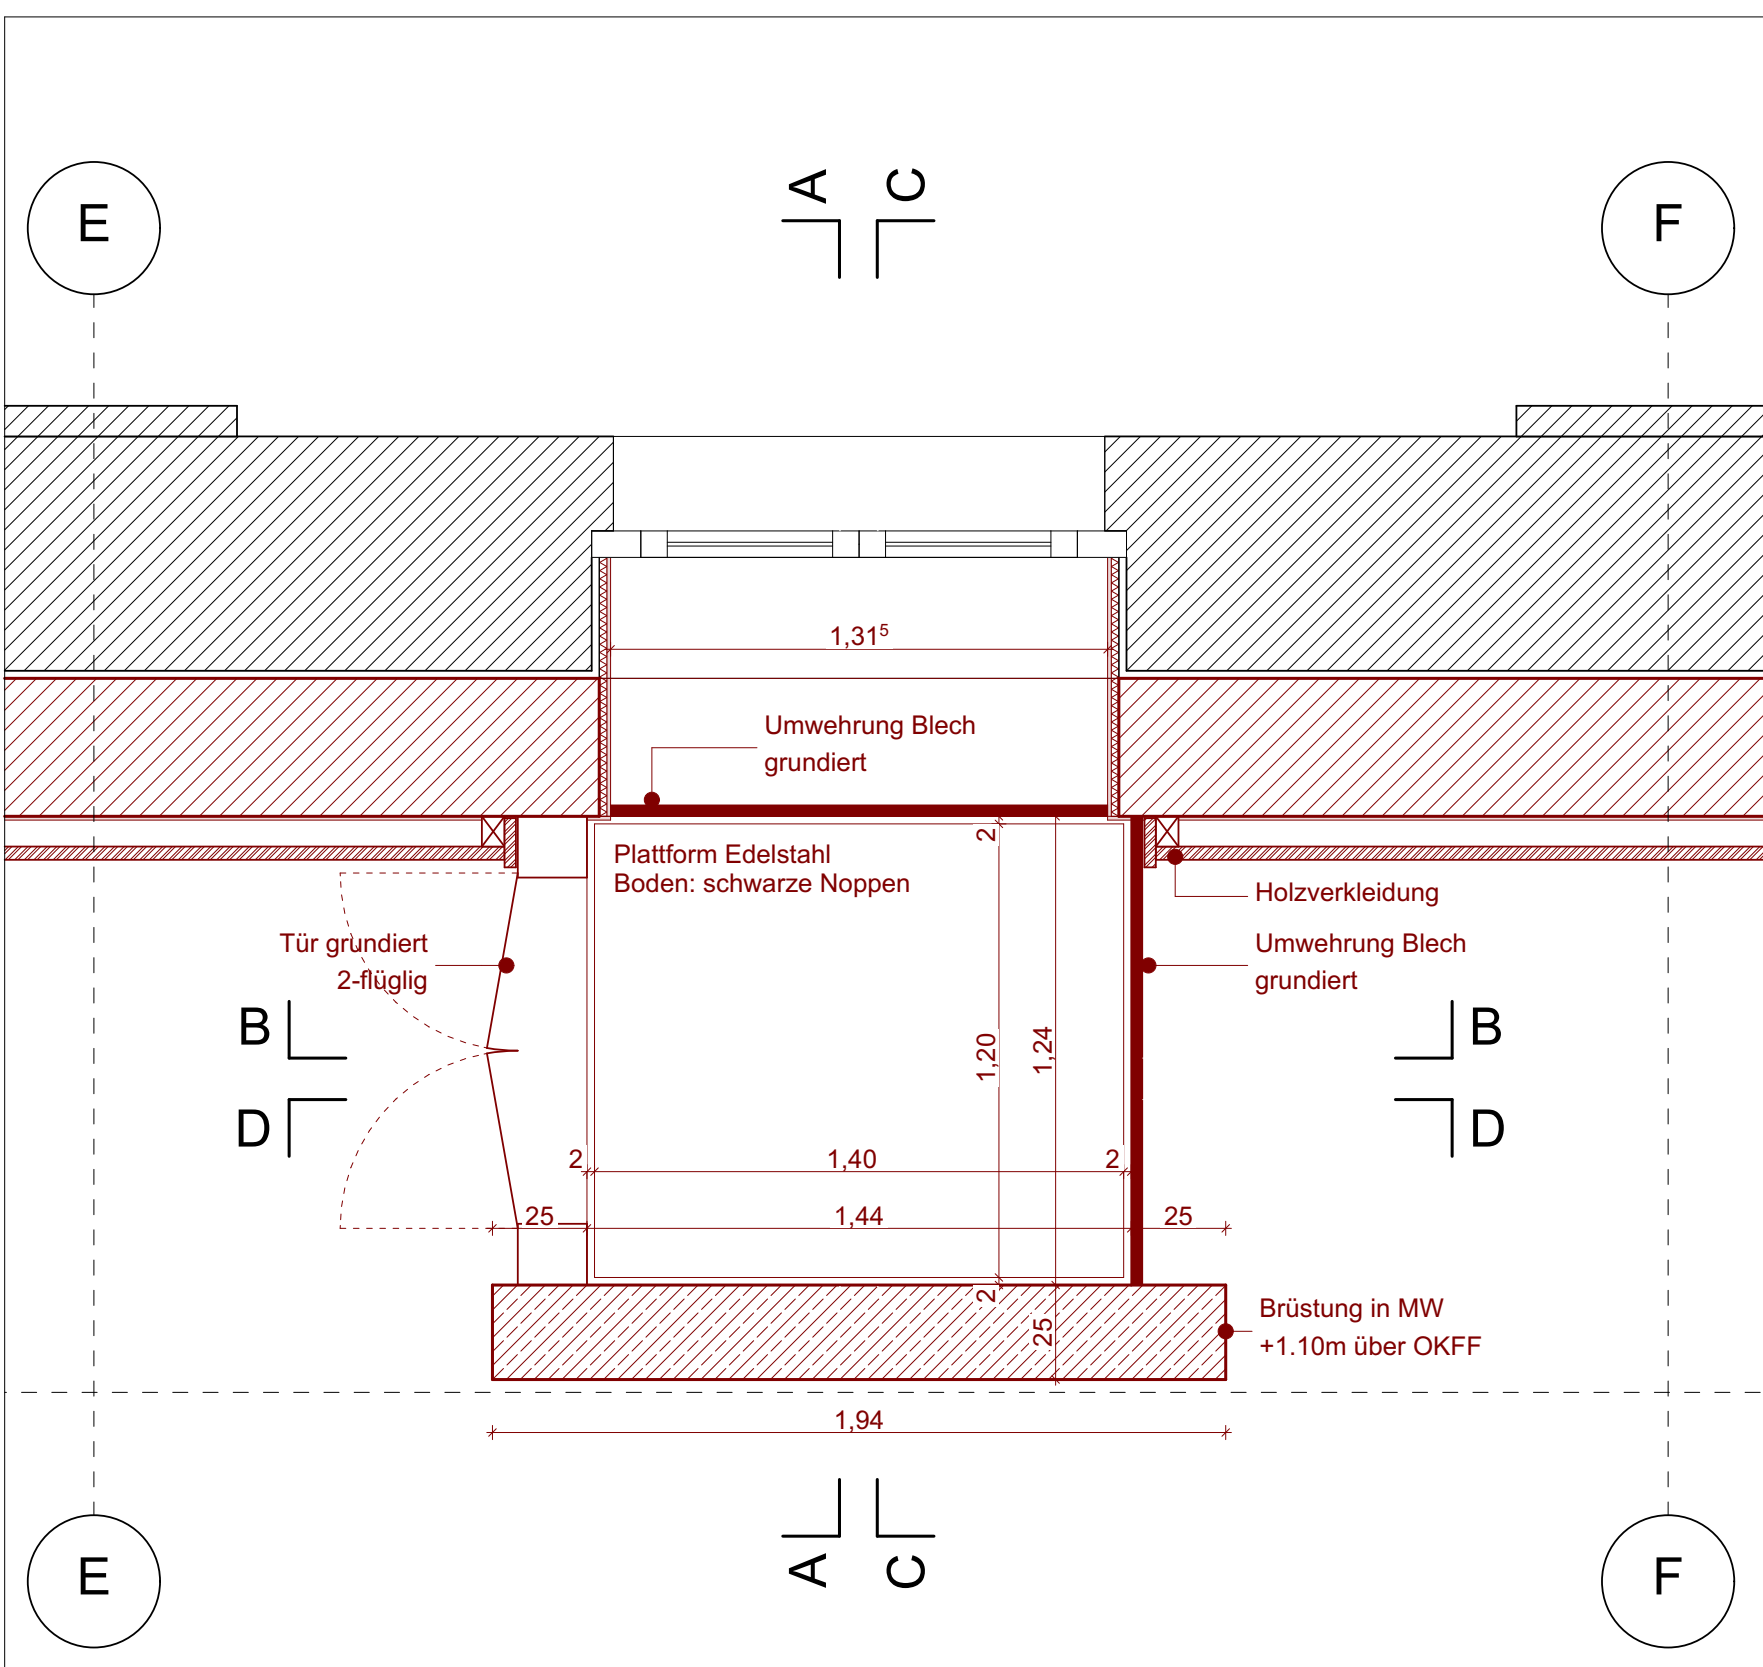 A C
E
F
1,31⁵
Umwehrung Blech
grundiert
2
Plattform Edelstahl
Boden: schwarze Noppen
Holzverkleidung
Tür grundiert
2-flüglig
Umwehrung Blech
grundiert
B
B
1,20
1,24
D
D
2
1,40
2
25
1,44
25
2
25
Brüstung in MW
+1.10m über OKFF
1,94
A C
E
F